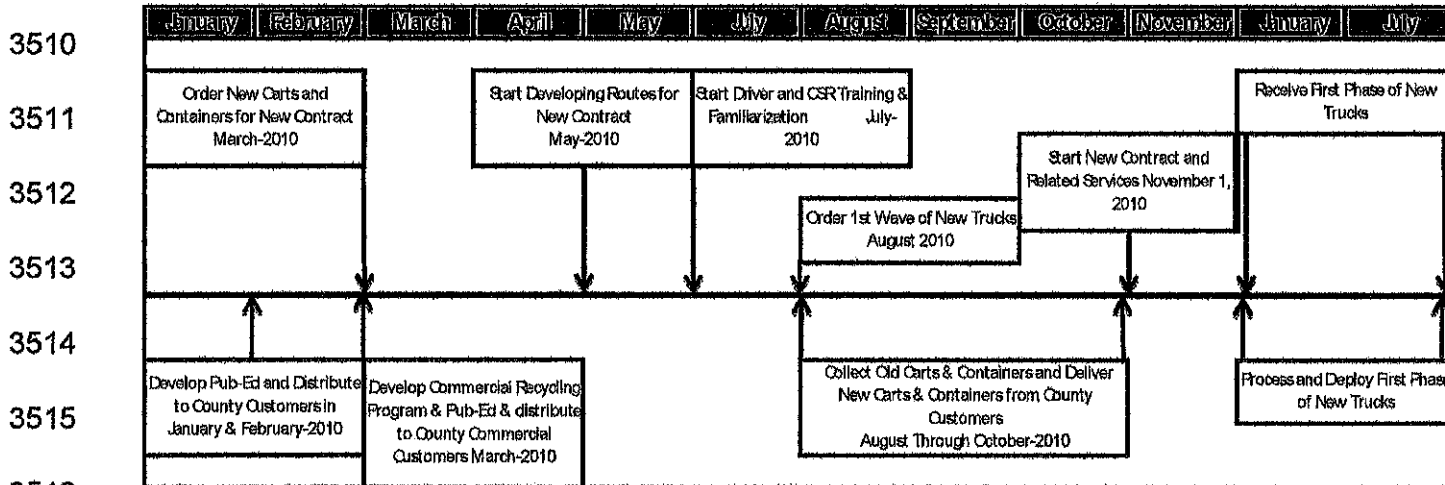 January February March April May July August September October November January July
3510
3511
3512
3513
3514
3515
Order New Carts and
Containers for New Contract
March-2010
Start Developing Routes for
New Contract
May-2010
Start Driver and CSR Training &
Familiarization July-
2010
Receive First Phase of New
Trucks
Start New Contract and
Related Services November 1,
2010
Order 1st Wave of New Trucks
August 2010
Develop Pub-Ed and Distribute
to County Customers in
January & February-2010
Develop Commercial Recycling
Program & Pub-Ed & distribute
to County Commercial
Customers March-2010
Collect Old Carts & Containers and Deliver
New Carts & Containers from County
Customers
August Through October-2010
Process and Deploy First Phase
of New Trucks